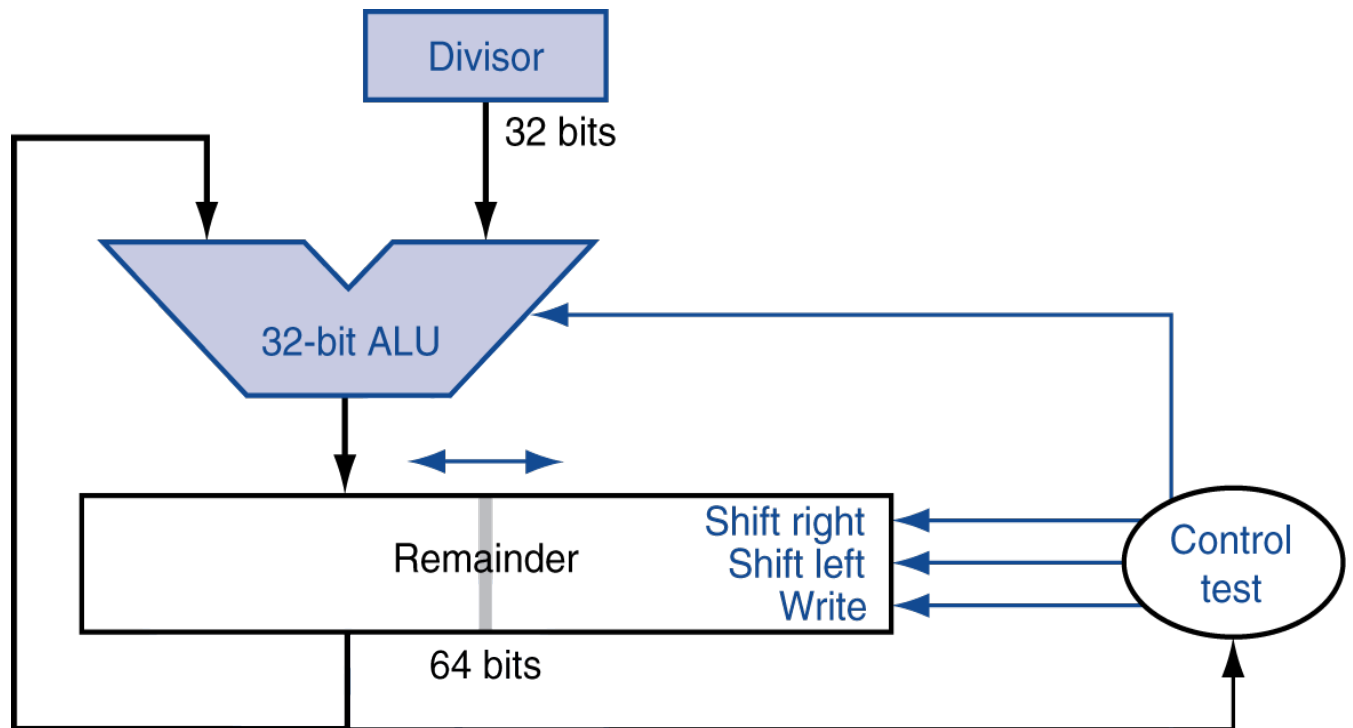 Divisor
32 bits
32-bit ALU
Remainder
Shift right
Shift left
Write
Control
test
64 bits